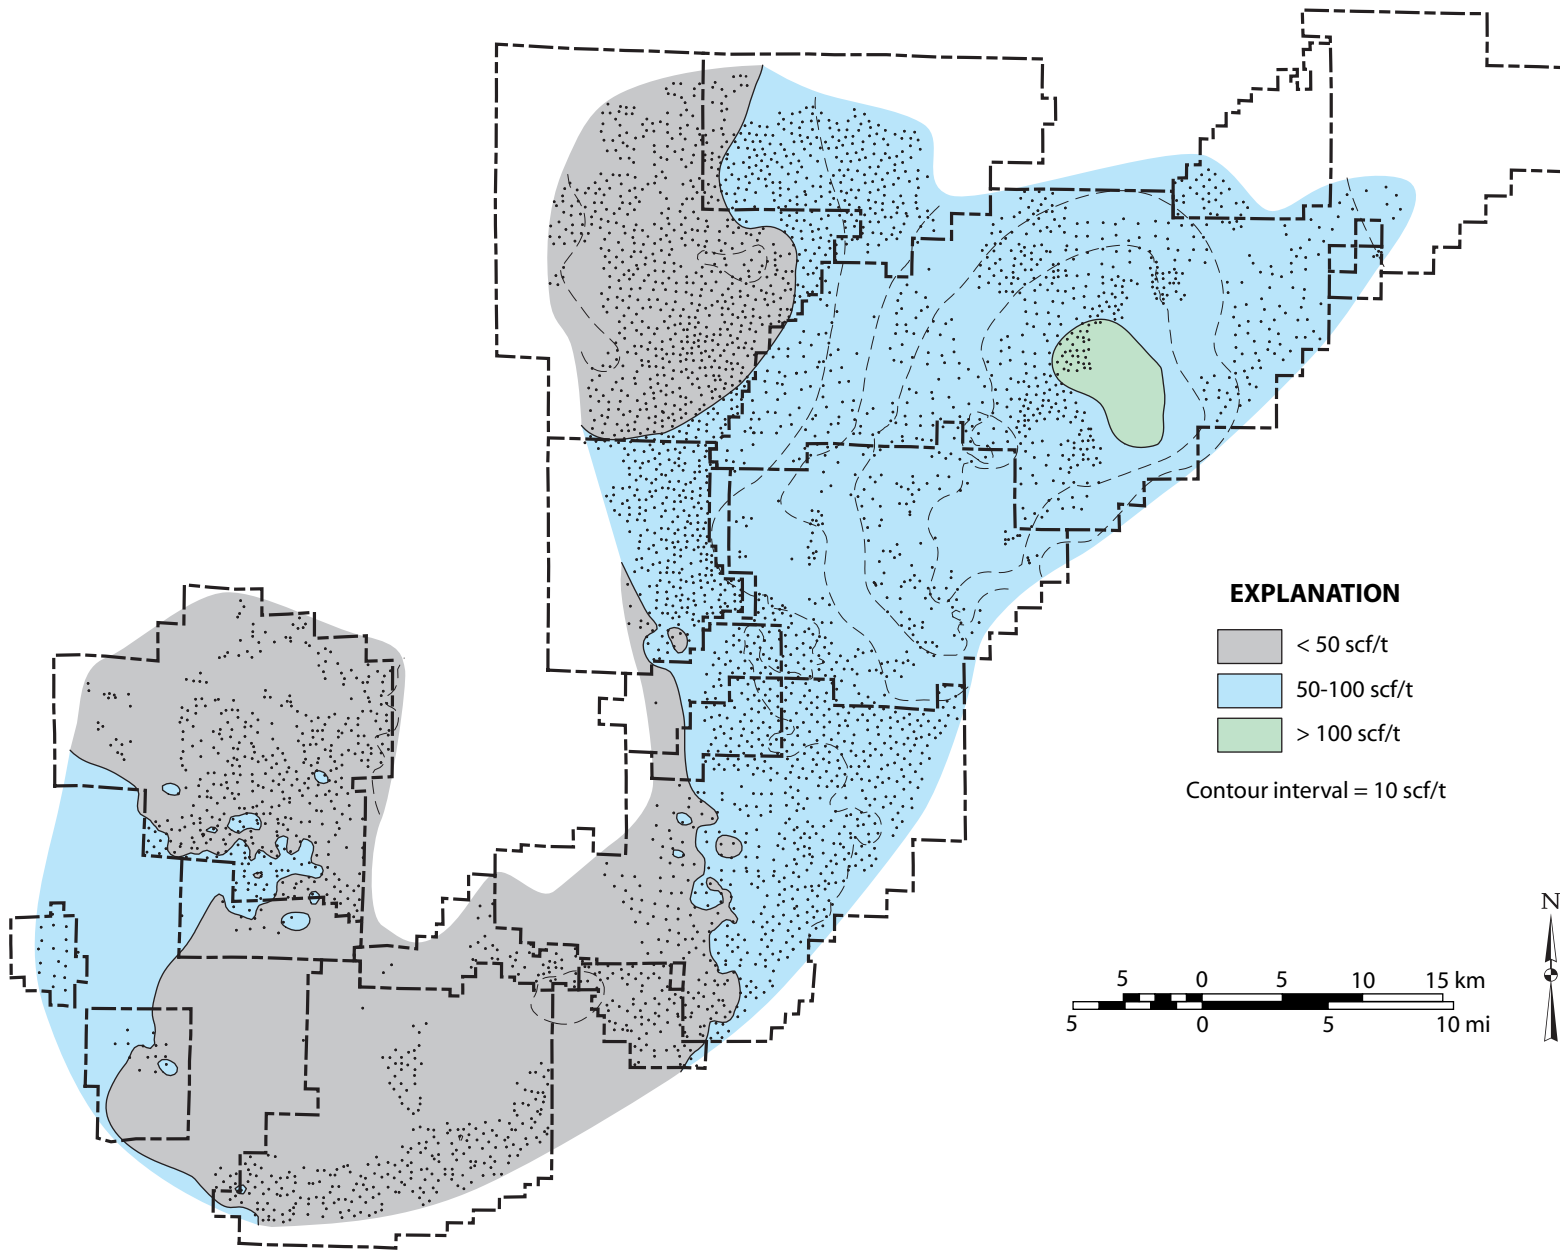 EXPLANATION
< 50 scf/t
50-100 scf/t
> 100 scf/t
Contour interval = 10 scf/t
N
5 0 5 10 15 km
5 0 5 10 mi